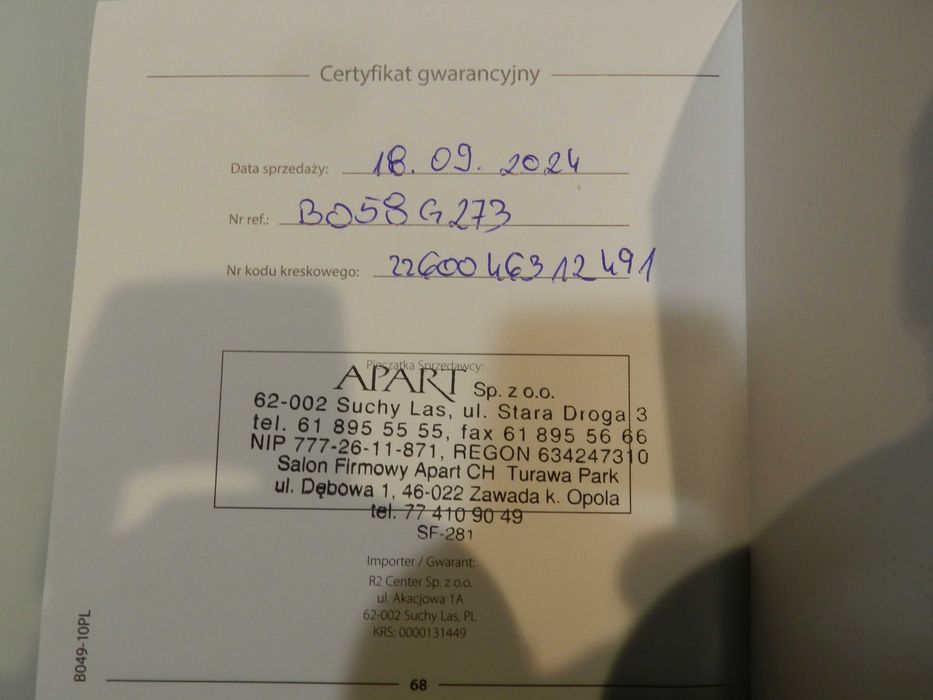 Certyfikat gwarancyjny
Data sprzedaży: 18.09.2024
Nr ref.: BO58G273
Nr kodu kreskowego: 2260046312491
Pieczątka Sprzedawcy:
APART Sp. z o.o.
62-002 Suchy Las, ul. Stara Droga 3
tel. 61 895 55 55, fax 61 895 56 66
NIP 777-26-11-871, REGON 634247310
Salon Firmowy Apart CH Turawa Park
ul. Dębowa 1, 46-022 Zawada k. Opola
tel. 77 410 90 49
SF-281
Importer / Gwarant:
R2 Center Sp. z o.o.
ul. Akacjowa 1A
62-002 Suchy Las, PL
KRS: 0000131449
B049-10PL
68